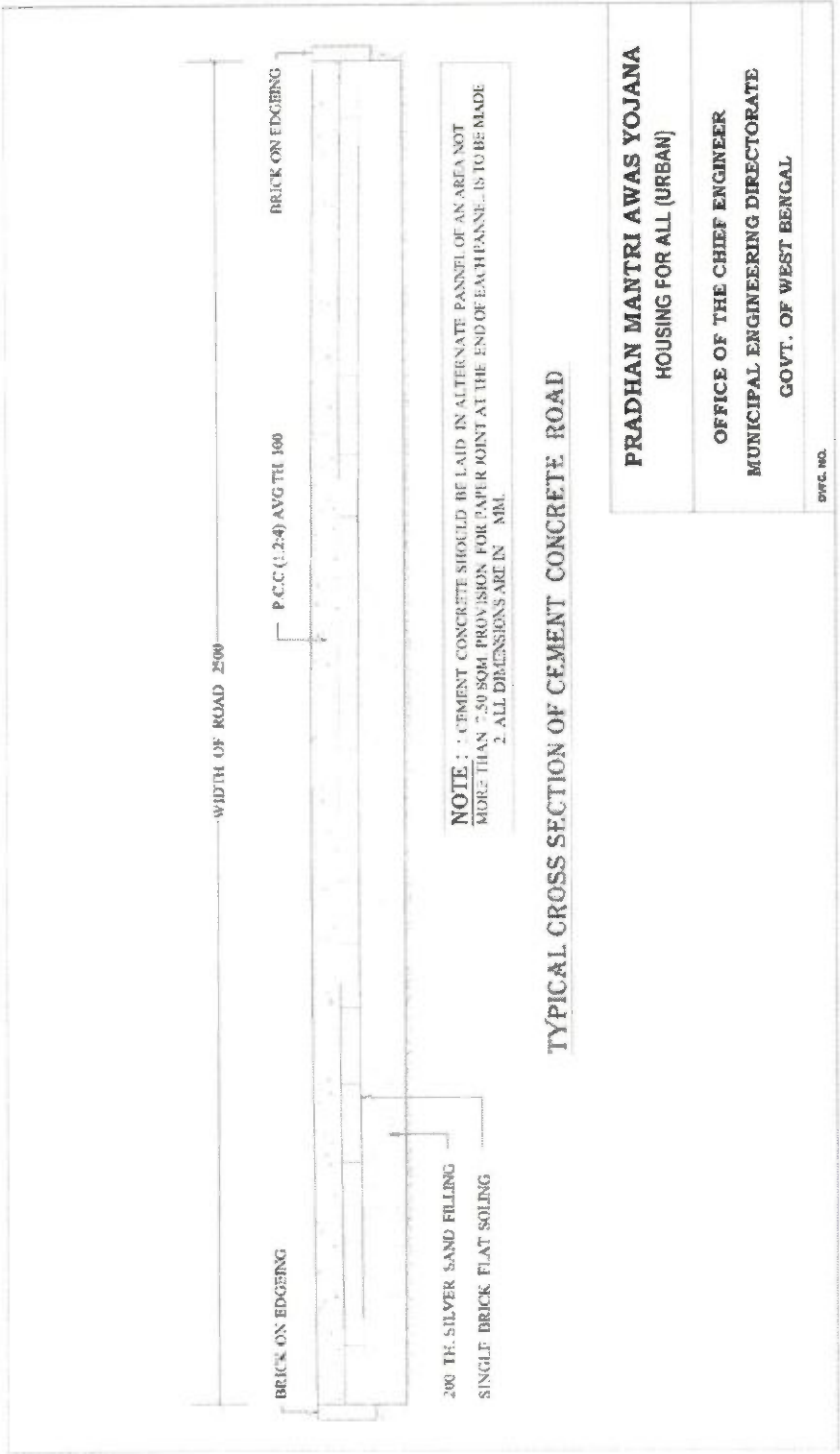 WIDTH OF ROAD 2500
BRICK ON EDGEING
P.C.C (1:2:4) AVG TH 100
BRICK ON EDGEING
200 TH. SILVER SAND FILLING
SINGLE BRICK FLAT SOLING
NOTE : 1 CEMENT CONCRETE SHOULD BE LAID IN ALTERNATE PANNEL OF AN AREA NOT
MORE THAN 7.50 SQM. PROVISION FOR PAPER JOINT AT THE END OF EACH PANNEL IS TO BE MADE
2. ALL DIMENSIONS ARE IN MM.
TYPICAL CROSS SECTION OF CEMENT CONCRETE ROAD
PRADHAN MANTRI AWAS YOJANA
HOUSING FOR ALL (URBAN)
OFFICE OF THE CHIEF ENGINEER
MUNICIPAL ENGINEERING DIRECTORATE
GOVT. OF WEST BENGAL
DWG. NO.